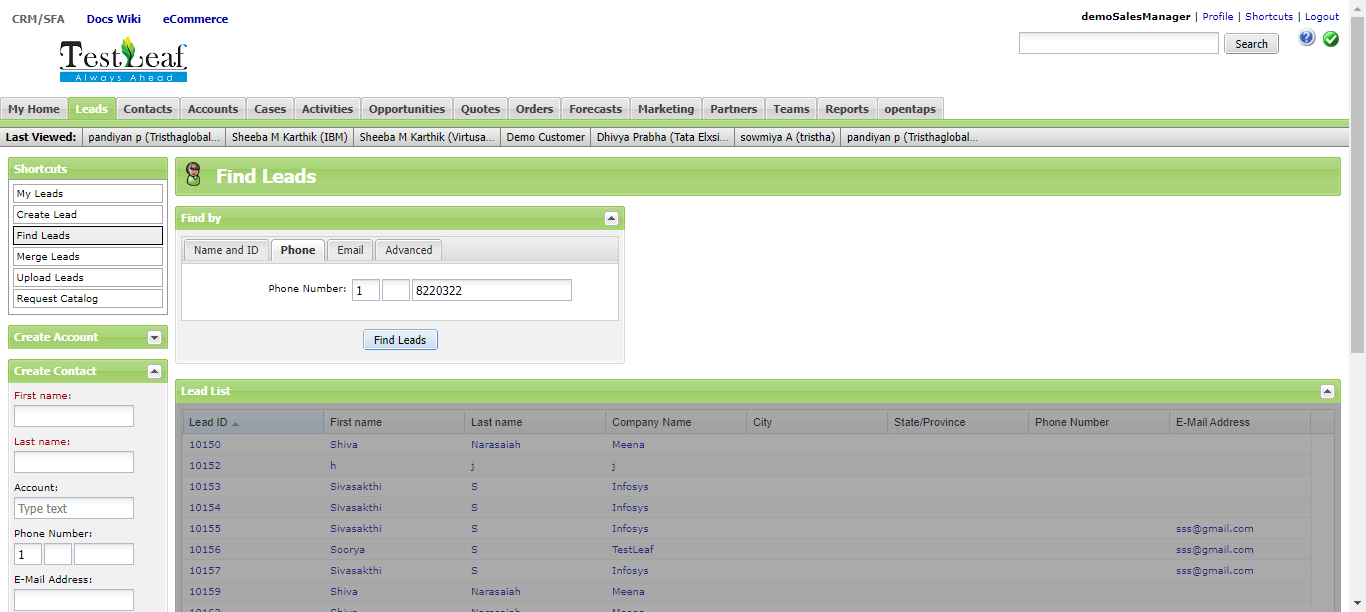 CRM/SFA Docs Wiki eCommerce
demoSalesManager | Profile | Shortcuts | Logout
TestLeaf
Always Ahead
Search
My Home Leads Contacts Accounts Cases Activities Opportunities Quotes Orders Forecasts Marketing Partners Teams Reports opentaps
Last Viewed: pandiyan p (Tristhaglobal... Sheeba M Karthik (IBM) Sheeba M Karthik (Virtusa... Demo Customer Dhivya Prabha (Tata Elxsi... sowmiya A (tristha) pandiyan p (Tristhaglobal...
Shortcuts
My Leads
Create Lead
Find Leads
Merge Leads
Upload Leads
Request Catalog
Create Account
Create Contact
First name:
Last name:
Account:
Type text
Phone Number:
1
E-Mail Address:
Find Leads
Find by
Name and ID Phone Email Advanced
Phone Number: 1 8220322
Find Leads
Lead List
Lead ID First name Last name Company Name City State/Province Phone Number E-Mail Address
10150 Shiva Narasaiah Meena
10152 h j j
10153 Sivasakthi S Infosys
10154 Sivasakthi S Infosys
10155 Sivasakthi S Infosys sss@gmail.com
10156 Soorya S TestLeaf sss@gmail.com
10157 Sivasakthi S Infosys sss@gmail.com
10159 Shiva Narasaiah Meena